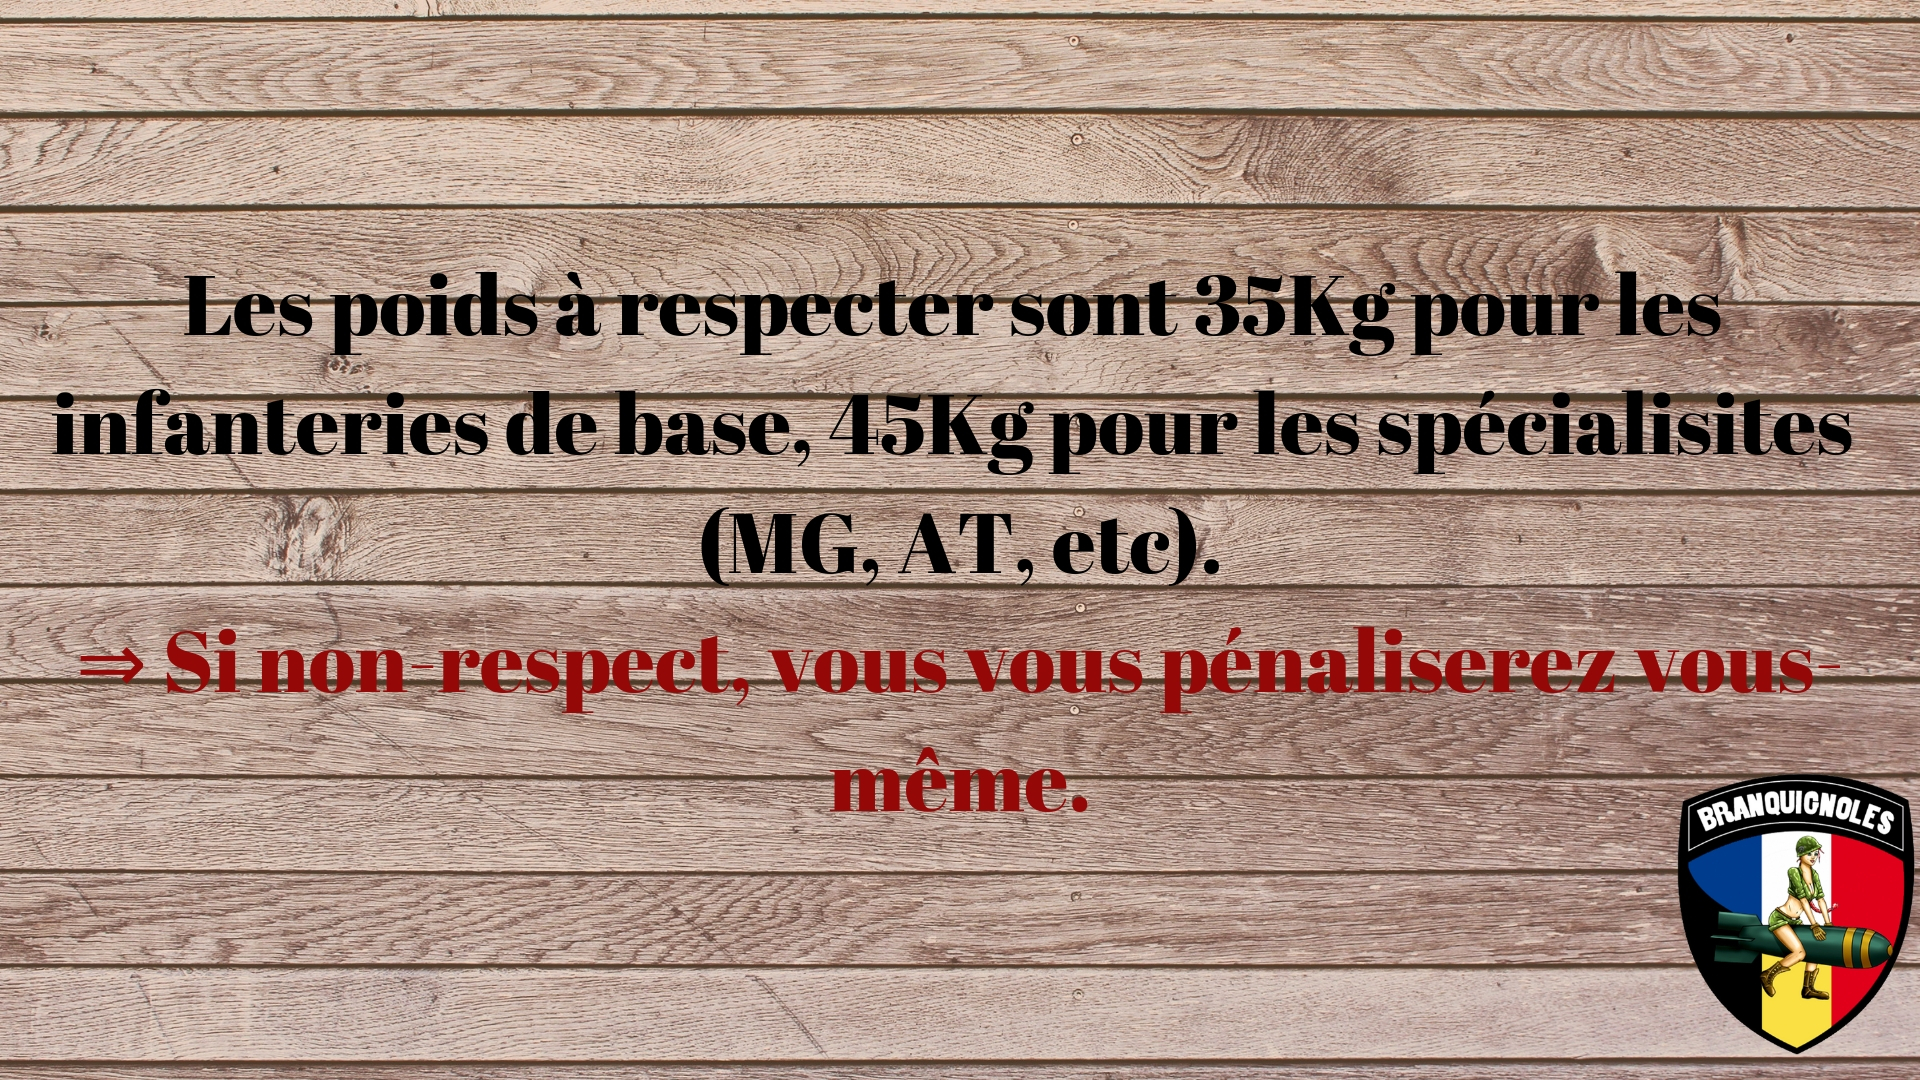 Les poids à respecter sont 35Kg pour les
infanteries de base, 45Kg pour les spécialisites
(MG, AT, etc).
⇒ Si non-respect, vous vous pénaliserez vous-
même.
BRANQUIGNOLES